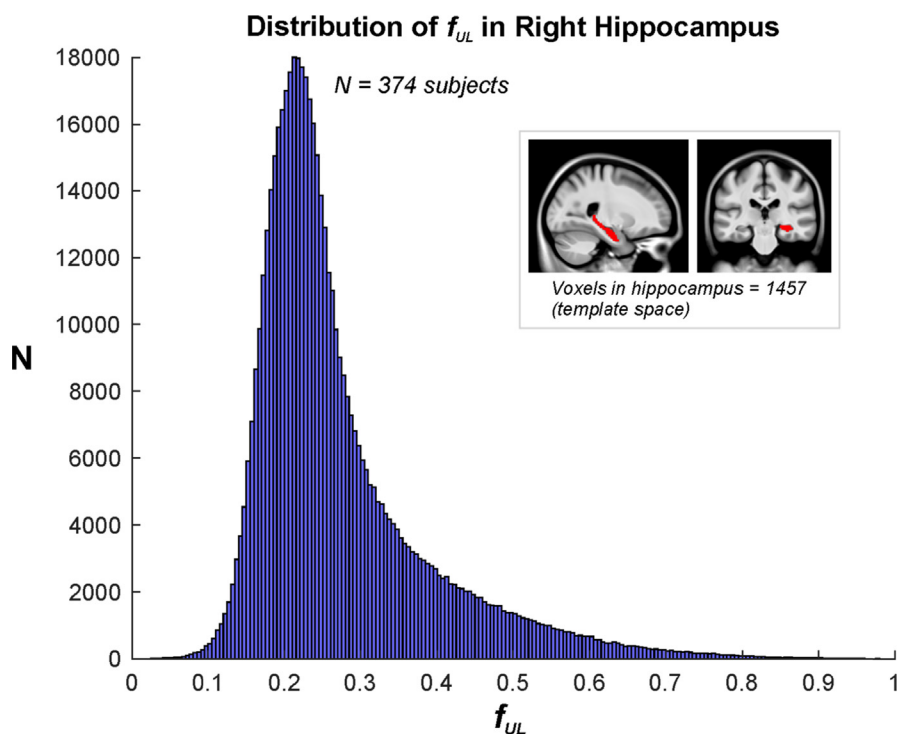 Distribution of f_UL in Right Hippocampus
N = 374 subjects
18000
16000
14000
12000
10000
8000
6000
4000
2000
0
N
Voxels in hippocampus = 1457
(template space)
0 0.1 0.2 0.3 0.4 0.5 0.6 0.7 0.8 0.9 1
f_UL